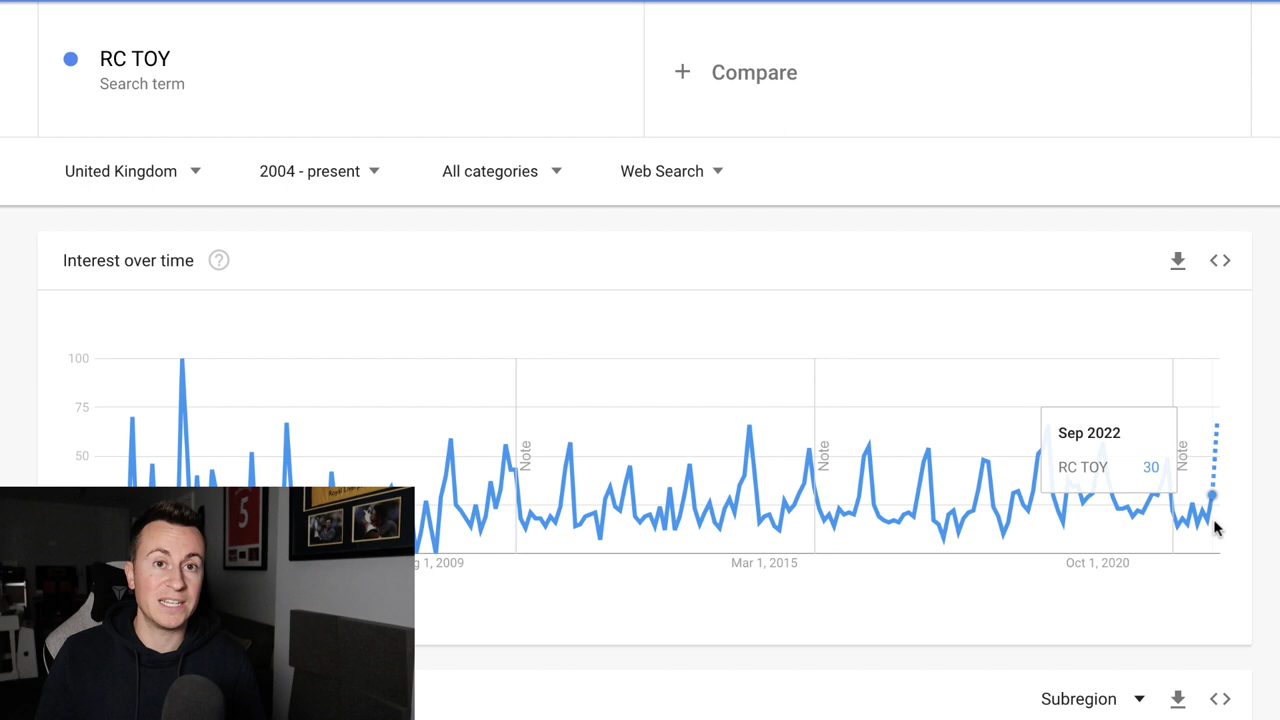 RC TOY
Search term
+ Compare
United Kingdom
2004 - present
All categories
Web Search
Interest over time
?
100
75
50
Note
Note
Note
Sep 2022
RC TOY 30
g 1, 2009
Mar 1, 2015
Oct 1, 2020
5
Subregion